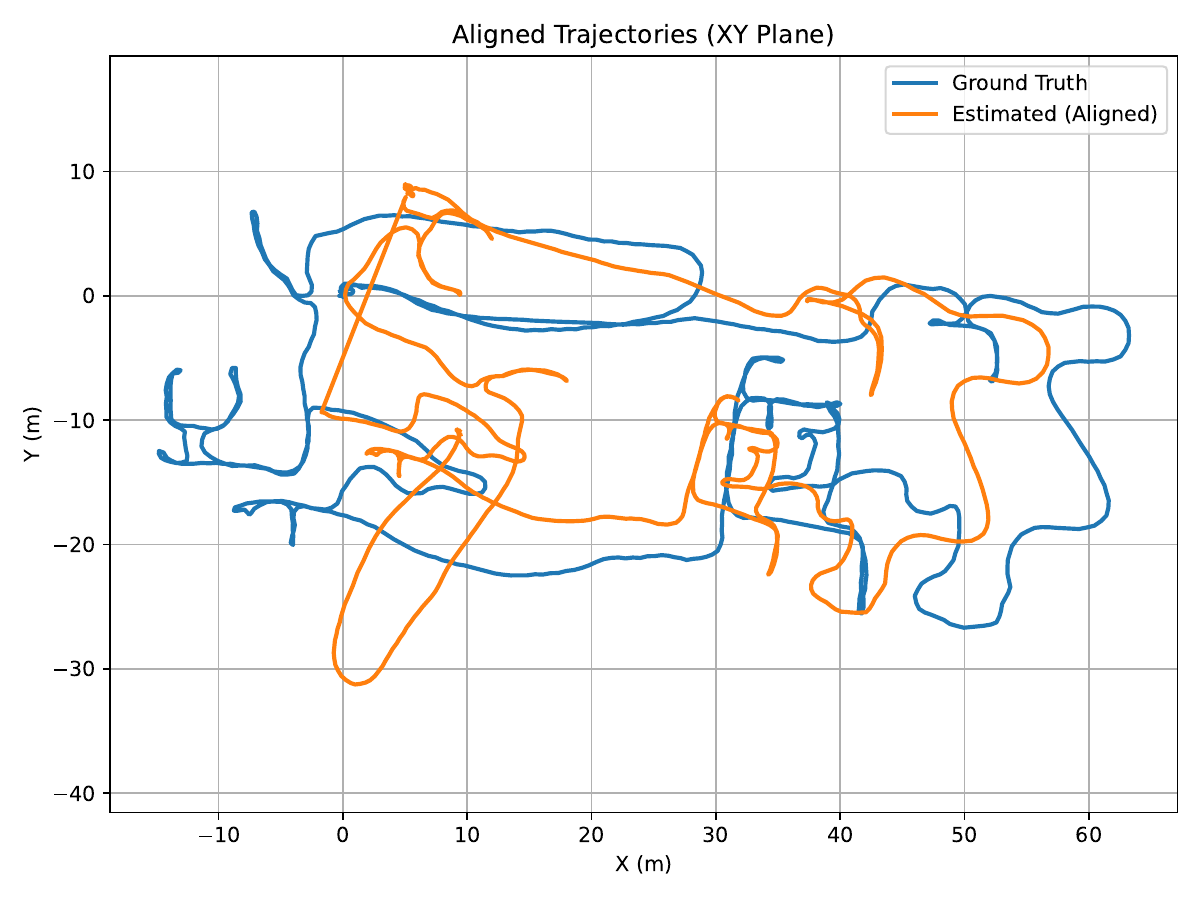 Aligned Trajectories (XY Plane)
Ground Truth
Estimated (Aligned)
10
0
−10
−20
−30
−40
Y (m)
−10 0 10 20 30 40 50 60
X (m)